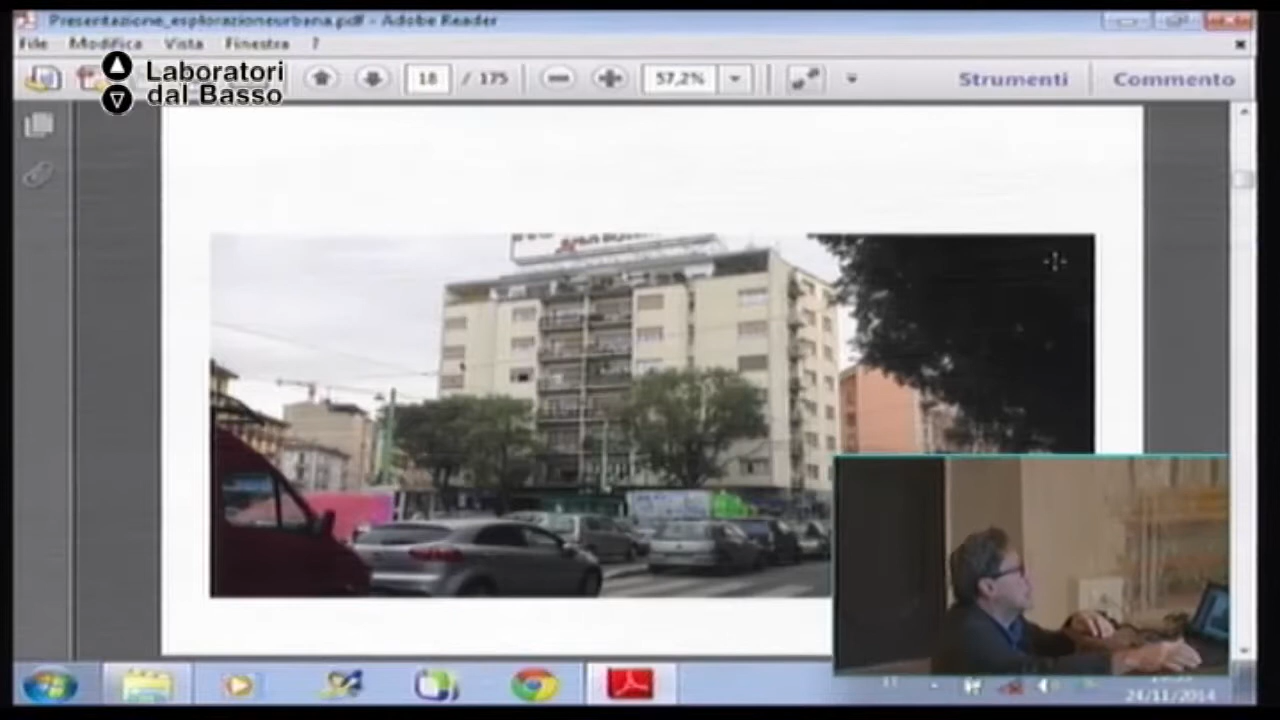 Presentazione_esplorazioneurbana.pdf - Adobe Reader
File Modifica Vista Finestra ?
Laboratori
dal Basso
18 / 175
57,2%
Strumenti
Commento
24/11/2014